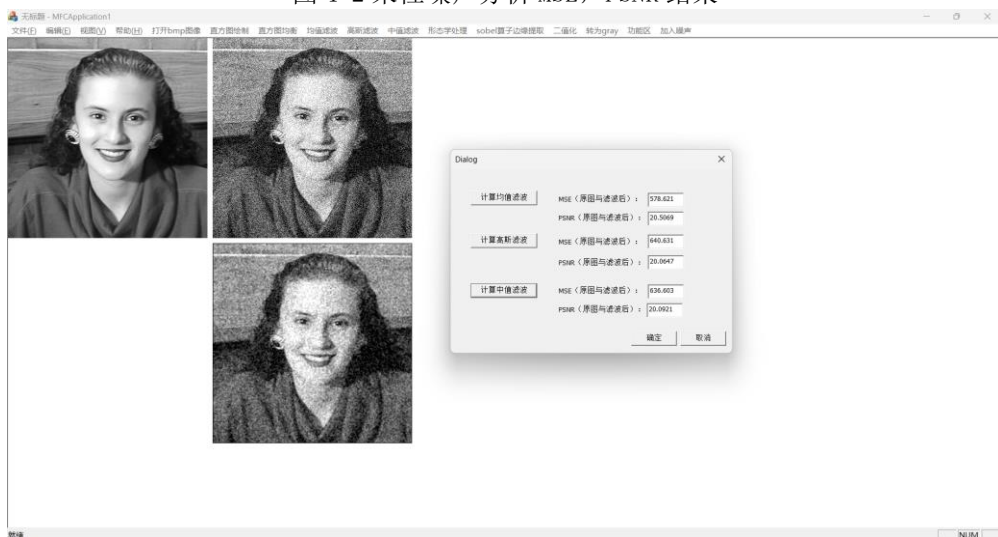 图 1-2 柔性噪声分析 MSE，PSNR 结果
无标题 - MFCApplication1
文件(F) 编辑(E) 视图(V) 帮助(H) 打开bmp图像 直方图绘制 直方图均衡 均值滤波 高斯滤波 中值滤波 形态学处理 sobel算子边缘提取 二值化 转为gray 功能区 加入噪声
Dialog
计算均值滤波 MSE（原图与滤波后）： 578.621
PSNR（原图与滤波后）： 20.5069
计算高斯滤波 MSE（原图与滤波后）： 640.631
PSNR（原图与滤波后）： 20.0647
计算中值滤波 MSE（原图与滤波后）： 636.603
PSNR（原图与滤波后）： 20.0921
确定 取消
就绪 NUM